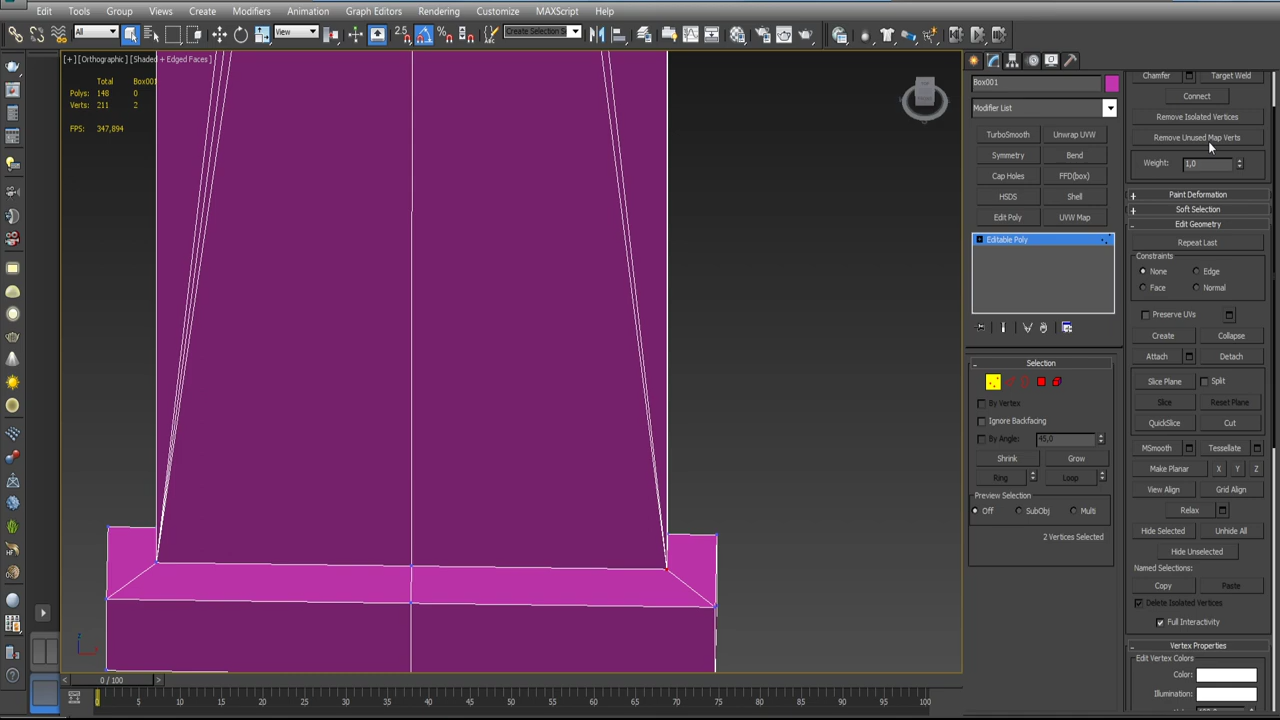 Edit Tools Group Views Create Modifiers Animation Graph Editors Rendering Customize MAXScript Help
All View 2.5 Create Selection S
[+] [Orthographic] [Shaded + Edged Faces]
Total Box001
Polys: 148 0
Verts: 211 2
FPS: 347,894
Box001
Modifier List
TurboSmooth Unwrap UVW
Symmetry Bend
Cap Holes FFD(box)
HSDS Shell
Edit Poly UVW Map
Editable Poly
- Selection
By Vertex
Ignore Backfacing
By Angle: 45,0
Shrink Grow
Ring Loop
Preview Selection
Off SubObj Multi
2 Vertices Selected
Chamfer Target Weld
Connect
Remove Isolated Vertices
Remove Unused Map Verts
Weight: 1,0
+ Paint Deformation
+ Soft Selection
- Edit Geometry
Repeat Last
Constraints
None Edge
Face Normal
Preserve UVs
Create Collapse
Attach Detach
Slice Plane Split
Slice Reset Plane
QuickSlice Cut
MSmooth Tessellate
Make Planar X Y Z
View Align Grid Align
Relax
Hide Selected Unhide All
Hide Unselected
Named Selections:
Copy Paste
Delete Isolated Vertices
Full Interactivity
- Vertex Properties
Edit Vertex Colors
Color:
Illumination:
< 0 / 100 >
0 5 10 15 20 25 30 35 40 45 50 55 60 65 70 75 80 85 90 95 100